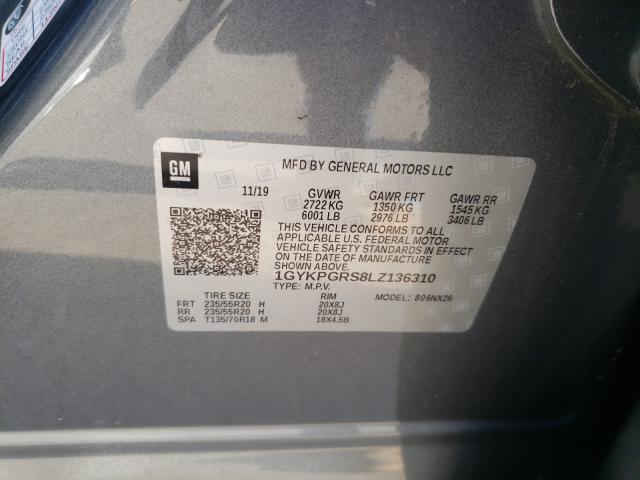 GM
MFD BY GENERAL MOTORS LLC
11/19 GVWR GAWR FRT GAWR RR
2722 KG 1350 KG 1545 KG
6001 LB 2976 LB 3406 LB
THIS VEHICLE CONFORMS TO ALL
APPLICABLE U.S. FEDERAL MOTOR
VEHICLE SAFETY STANDARDS IN EFFECT
ON THE DATE OF MANUFACTURE
SHOWN ABOVE.
1GYKPGRS8LZ136310
TYPE: M.P.V. MODEL: 806NX26
TIRE SIZE RIM
FRT 235/55R20 H 20X8J
RR 235/55R20 H 20X8J
SPA T135/70R18 M 18X4.5B